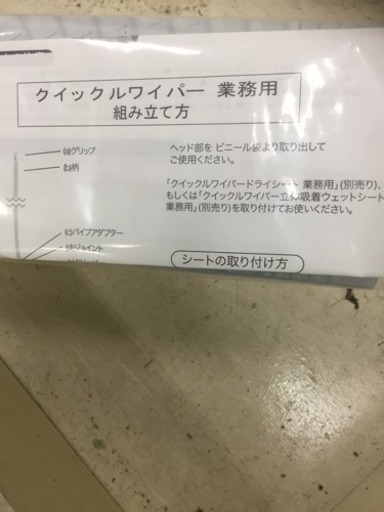 クイックルワイパー 業務用
組み立て方
㈹グリップ
ヘッド部を ビニール袋より取り出して
ご使用ください。
㈺柄
「クイックルワイパードライシート 業務用」(別売り)、
もしくは「クイックルワイパー立体吸着ウェットシート
業務用」(別売り)を取り付けてお使いください。
㈧パイプアダプター
ジョイント
シートの取り付け方